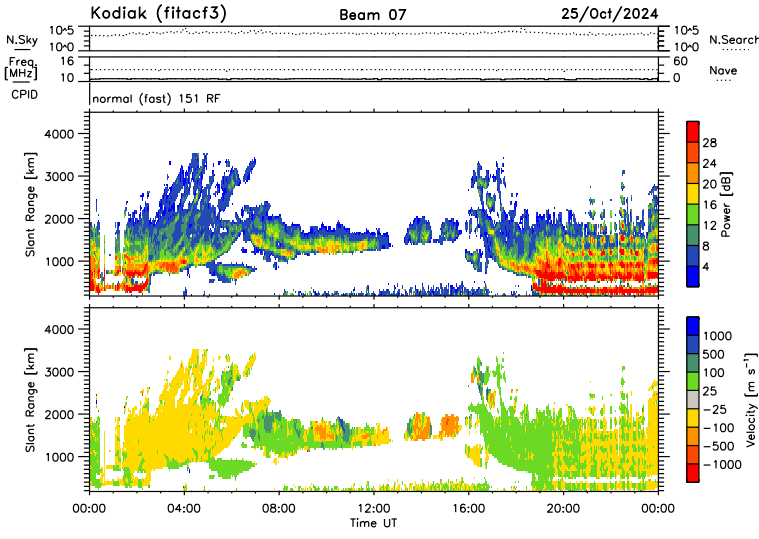 Kodiak (fitacf3) Beam 07 25/Oct/2024
N.Sky 10^5 10^0 10^5 10^0 N.Search
Freq. [MHz] 16 10 60 0 Nave
CPID normal (fast) 151 RF
Slant Range [km] 4000 3000 2000 1000
28 24 20 16 12 8 4 Power [dB]
Slant Range [km] 4000 3000 2000 1000
1000 500 100 25 −25 −100 −500 −1000 Velocity [m s⁻¹]
00:00 04:00 08:00 12:00 16:00 20:00 00:00
Time UT